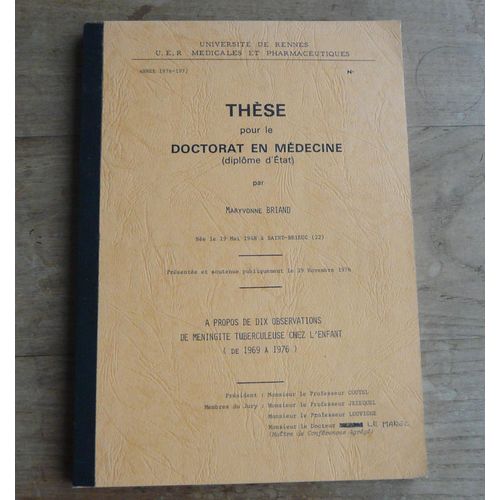 UNIVERSITE DE RENNES
U.E.R MEDICALES ET PHARMACEUTIQUES
ANNEE 1976-1977
N°
THÈSE
pour le
DOCTORAT EN MÉDECINE
(diplôme d'État)
par
MARYVONNE BRIAND
Née le 19 Mai 1948 à SAINT-BRIEUC (22)
Présentée et soutenue publiquement le 29 Novembre 1976
A PROPOS DE DIX OBSERVATIONS
DE MENINGITE TUBERCULEUSE CHEZ L'ENFANT
( DE 1969 A 1976 )
Président : Monsieur le Professeur COUTEL
Membres du Jury : Monsieur le Professeur JEZEQUEL
Monsieur le Professeur
Monsieur le Docteur LE MAREC
(Maître de Conférences Agrégé)